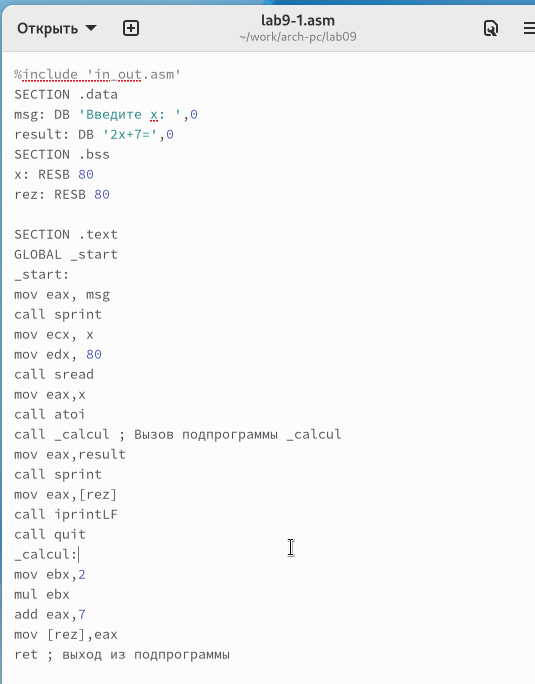 Открыть
lab9-1.asm
~/work/arch-pc/lab09
%include 'in_out.asm'
SECTION .data
msg: DB 'Введите x: ',0
result: DB '2x+7=',0
SECTION .bss
x: RESB 80
rez: RESB 80
SECTION .text
GLOBAL _start
_start:
mov eax, msg
call sprint
mov ecx, x
mov edx, 80
call sread
mov eax,x
call atoi
call _calcul ; Вызов подпрограммы _calcul
mov eax,result
call sprint
mov eax,[rez]
call iprintLF
call quit
_calcul:
mov ebx,2
mul ebx
add eax,7
mov [rez],eax
ret ; выход из подпрограммы